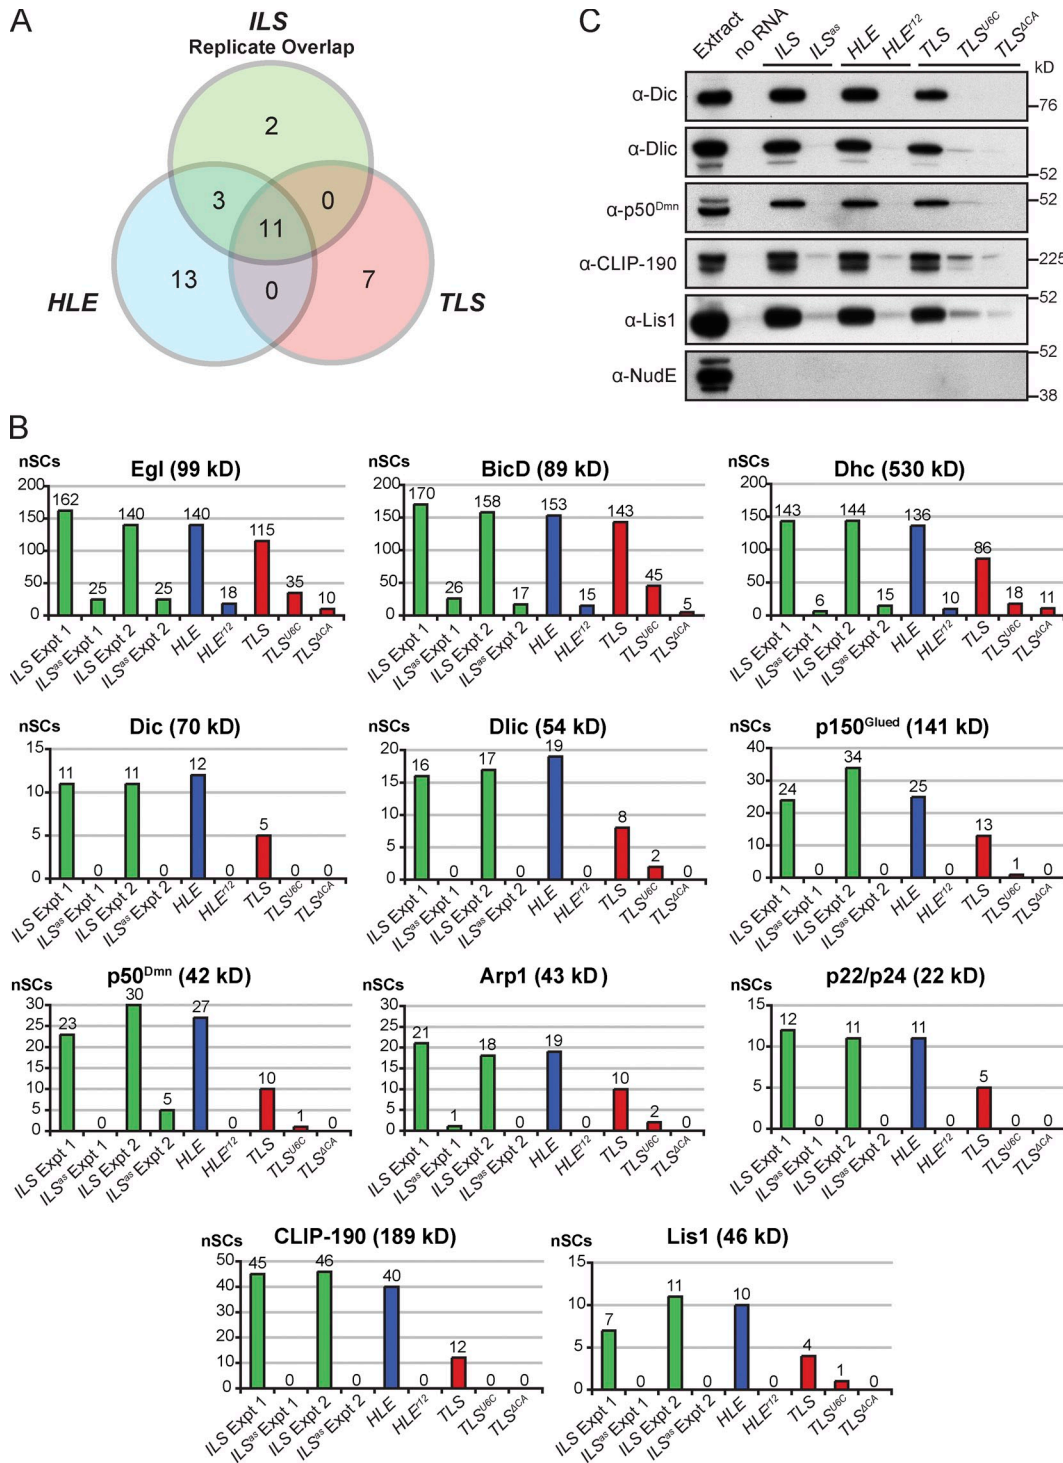 A
ILS
Replicate Overlap
2
3
0
11
13
0
7
HLE
TLS
C
Extract
no RNA
ILS
ILSas
HLE
HLEr12
TLS
TLSU6C
TLSΔCA
kD
α-Dic
76
α-Dlic
52
α-p50Dmn
52
α-CLIP-190
225
α-Lis1
52
α-NudE
52
38
B
nSCs
Egl (99 kD)
200
150
100
50
0
162
25
140
25
140
18
115
35
10
ILS Expt 1
ILSas Expt 1
ILS Expt 2
ILSas Expt 2
HLE
HLEr12
TLS
TLSU6C
TLSΔCA
nSCs
BicD (89 kD)
200
150
100
50
0
170
26
158
17
153
15
143
45
5
ILS Expt 1
ILSas Expt 1
ILS Expt 2
ILSas Expt 2
HLE
HLEr12
TLS
TLSU6C
TLSΔCA
nSCs
Dhc (530 kD)
200
150
100
50
0
143
6
144
15
136
10
86
18
11
ILS Expt 1
ILSas Expt 1
ILS Expt 2
ILSas Expt 2
HLE
HLEr12
TLS
TLSU6C
TLSΔCA
nSCs
Dic (70 kD)
15
10
5
0
11
0
11
0
12
0
5
0
0
ILS Expt 1
ILSas Expt 1
ILS Expt 2
ILSas Expt 2
HLE
HLEr12
TLS
TLSU6C
TLSΔCA
nSCs
Dlic (54 kD)
20
15
10
5
0
16
0
17
0
19
0
8
2
0
ILS Expt 1
ILSas Expt 1
ILS Expt 2
ILSas Expt 2
HLE
HLEr12
TLS
TLSU6C
TLSΔCA
nSCs
p150Glued (141 kD)
40
30
20
10
0
24
0
34
0
25
0
13
1
0
ILS Expt 1
ILSas Expt 1
ILS Expt 2
ILSas Expt 2
HLE
HLEr12
TLS
TLSU6C
TLSΔCA
nSCs
p50Dmn (42 kD)
30
25
20
15
10
5
0
23
0
30
5
27
0
10
1
0
ILS Expt 1
ILSas Expt 1
ILS Expt 2
ILSas Expt 2
HLE
HLEr12
TLS
TLSU6C
TLSΔCA
nSCs
Arp1 (43 kD)
30
25
20
15
10
5
0
21
1
18
0
19
0
10
2
0
ILS Expt 1
ILSas Expt 1
ILS Expt 2
ILSas Expt 2
HLE
HLEr12
TLS
TLSU6C
TLSΔCA
nSCs
p22/p24 (22 kD)
15
10
5
0
12
0
11
0
11
0
5
0
0
ILS Expt 1
ILSas Expt 1
ILS Expt 2
ILSas Expt 2
HLE
HLEr12
TLS
TLSU6C
TLSΔCA
nSCs
CLIP-190 (189 kD)
50
40
30
20
10
0
45
0
46
0
40
0
12
0
0
ILS Expt 1
ILSas Expt 1
ILS Expt 2
ILSas Expt 2
HLE
HLEr12
TLS
TLSU6C
TLSΔCA
nSCs
Lis1 (46 kD)
15
10
5
0
7
0
11
0
10
0
4
1
0
ILS Expt 1
ILSas Expt 1
ILS Expt 2
ILSas Expt 2
HLE
HLEr12
TLS
TLSU6C
TLSΔCA